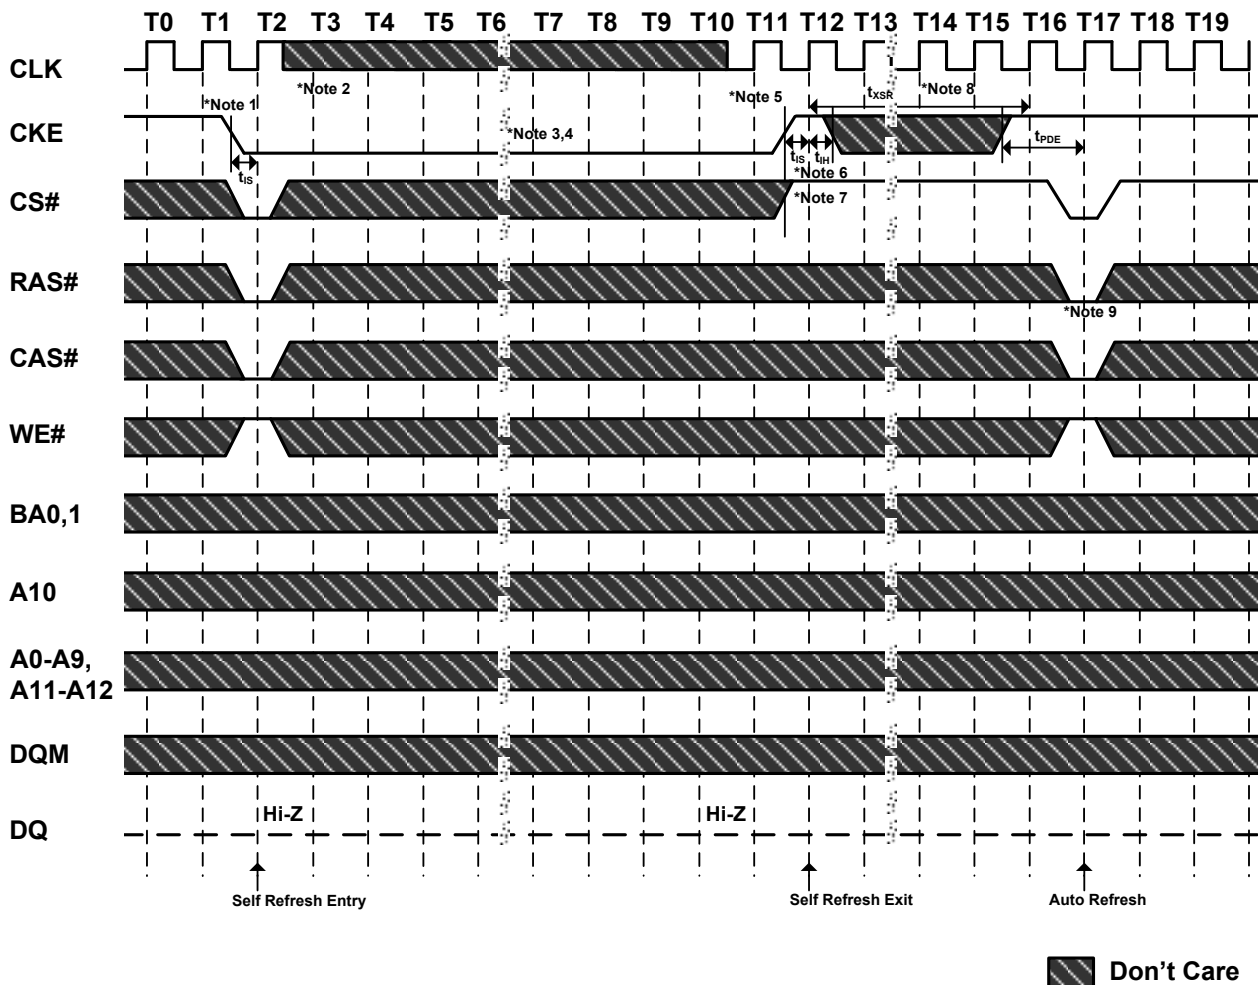 T0 T1 T2 T3 T4 T5 T6 T7 T8 T9 T10 T11 T12 T13 T14 T15 T16 T17 T18 T19
CLK
*Note 2
*Note 5
tXSR
*Note 8
*Note 1
CKE
*Note 3,4
tPDE
tIS
tIS
tIH
*Note 6
CS#
*Note 7
RAS#
*Note 9
CAS#
WE#
BA0,1
A10
A0-A9,
A11-A12
DQM
Hi-Z
Hi-Z
DQ
Self Refresh Entry
Self Refresh Exit
Auto Refresh
Don't Care